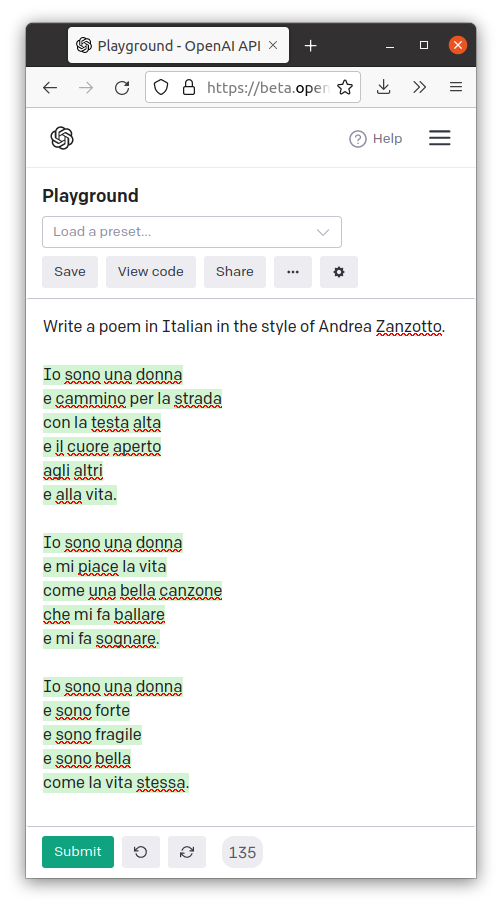 Playground - OpenAI API
https://beta.open
Help
Playground
Load a preset...
Save
View code
Share
Write a poem in Italian in the style of Andrea Zanzotto.
Io sono una donna
e cammino per la strada
con la testa alta
e il cuore aperto
agli altri
e alla vita.
Io sono una donna
e mi piace la vita
come una bella canzone
che mi fa ballare
e mi fa sognare.
Io sono una donna
e sono forte
e sono fragile
e sono bella
come la vita stessa.
Submit
135